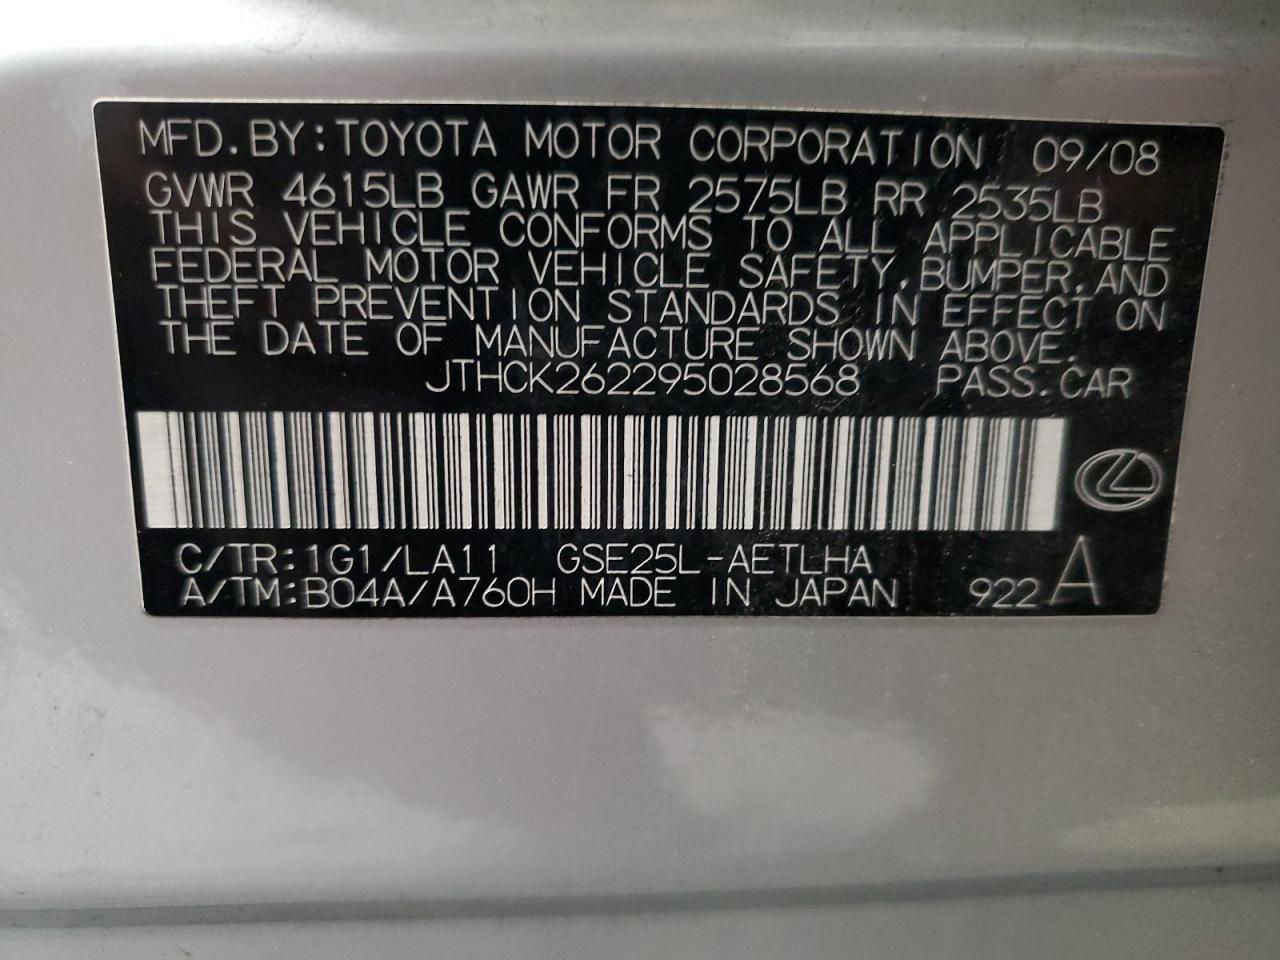 MFD.BY:TOYOTA MOTOR CORPORATION 09/08
GVWR 4615LB GAWR FR 2575LB RR 2535LB
THIS VEHICLE CONFORMS TO ALL APPLICABLE
FEDERAL MOTOR VEHICLE SAFETY,BUMPER,AND
THEFT PREVENTION STANDARDS IN EFFECT ON
THE DATE OF MANUFACTURE SHOWN ABOVE.
JTHCK262295028568 PASS.CAR
C/TR:1G1/LA11 GSE25L-AETLHA
A/TM:B04A/A760H MADE IN JAPAN 922 A